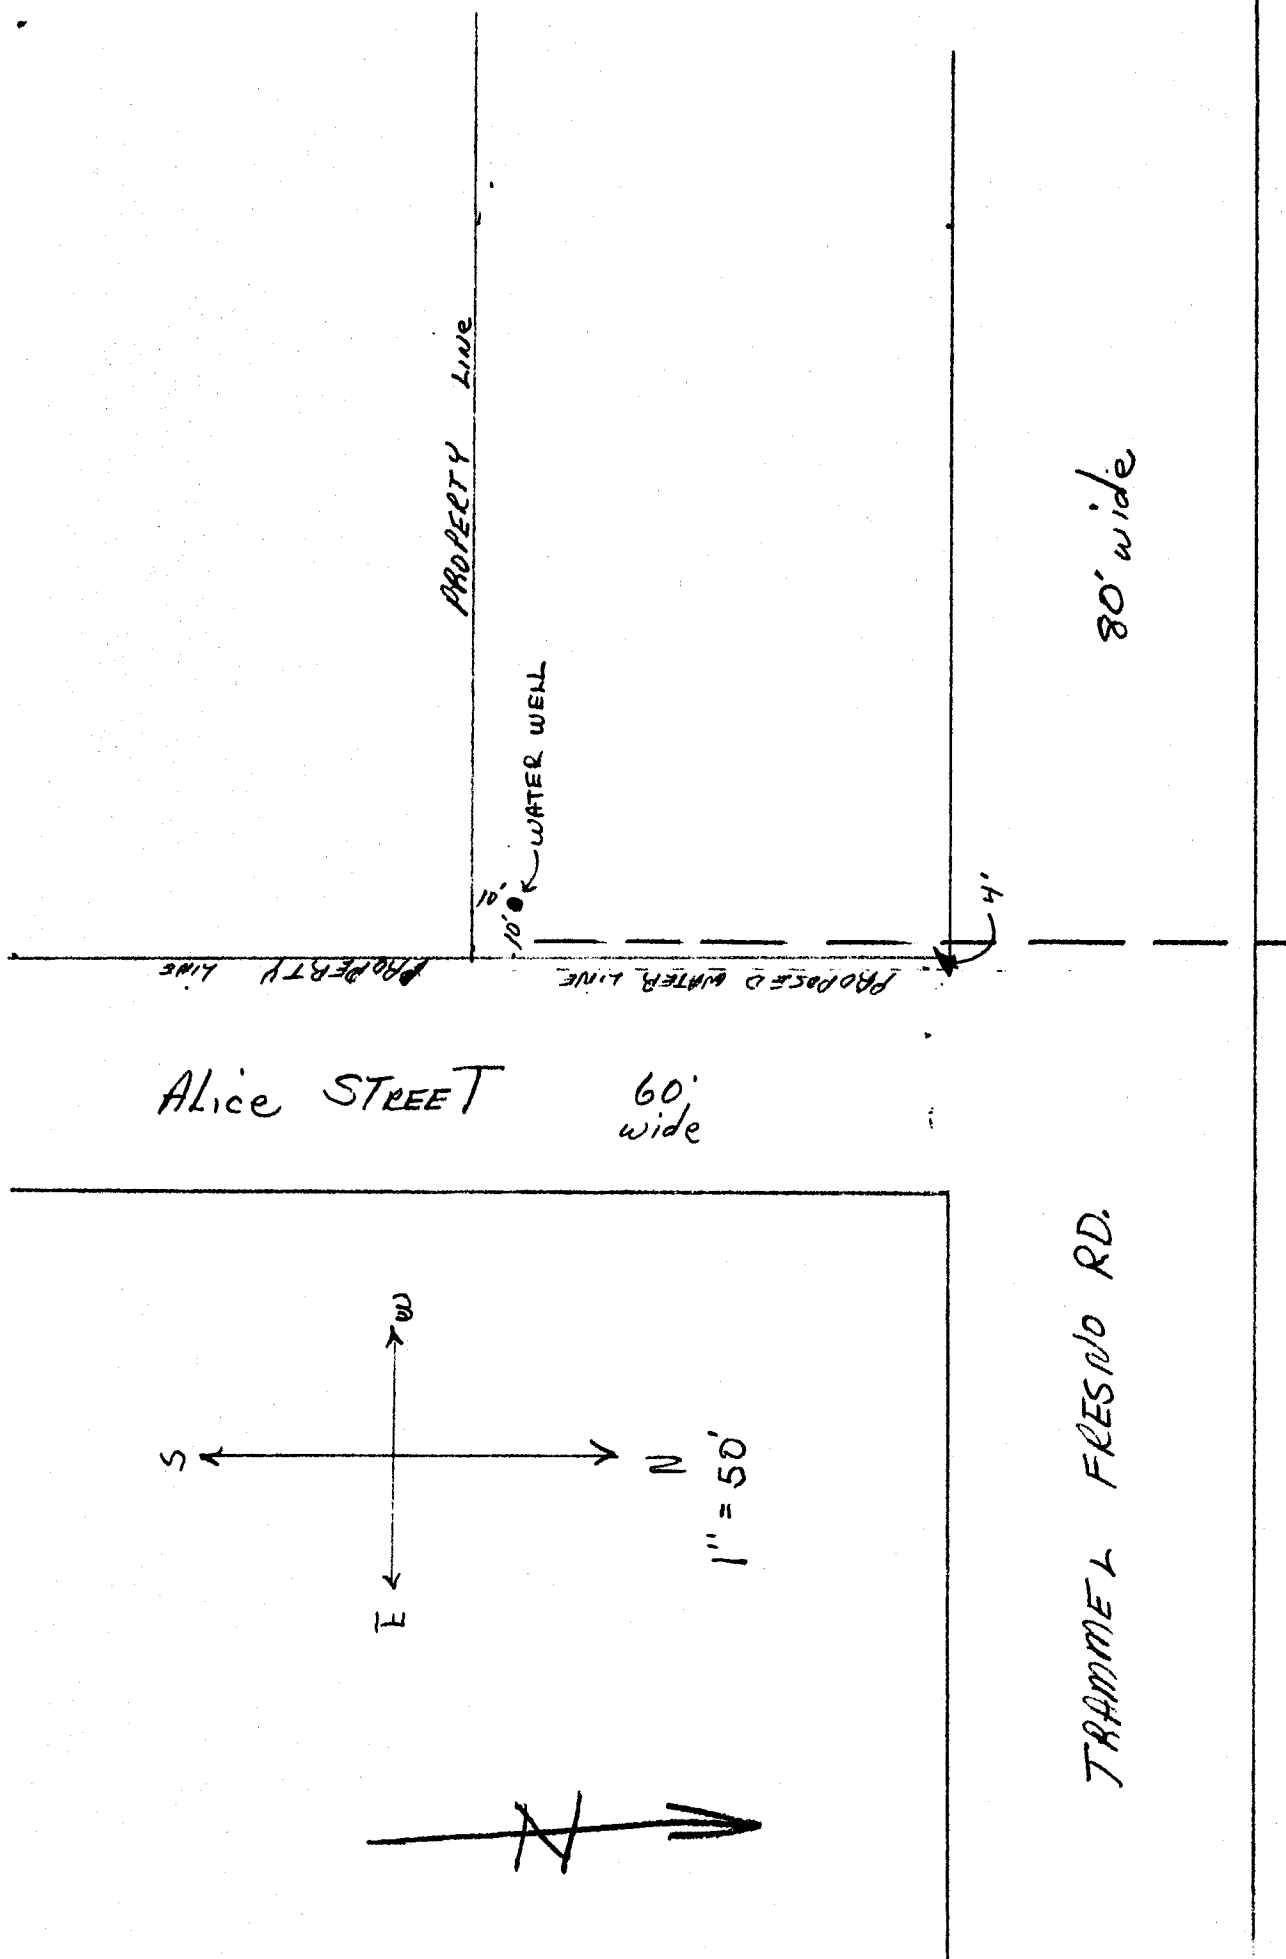 PROPERTY LINE
80' wide
WATER WELL
10'
10'
4'
PROPERTY LINE
PROPOSED WATER LINE
ALice STREET
60'
wide
TRAMMEL FRESNO RD.
S
W
E
N
1" = 50'
N